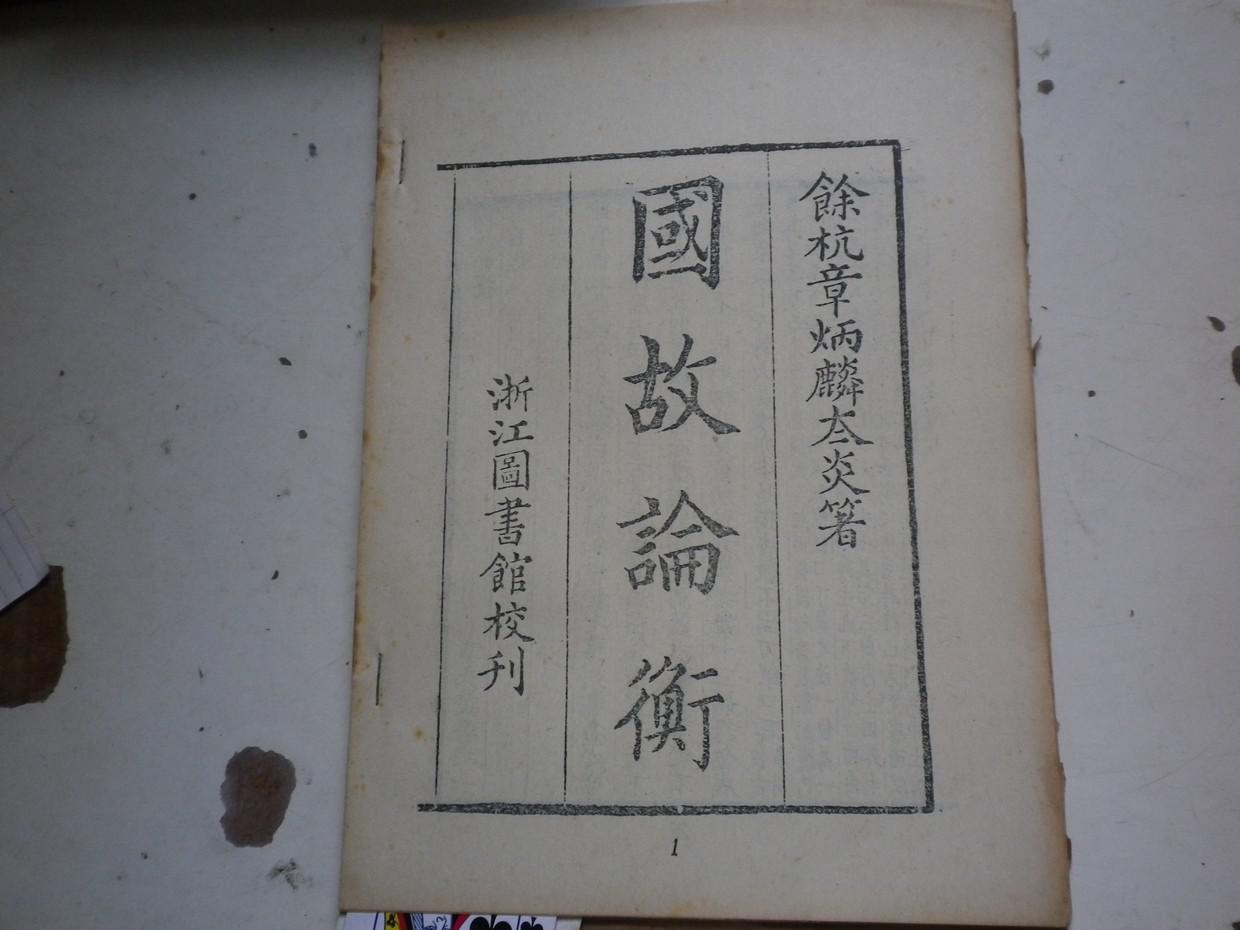 餘杭章炳麟太炎箸
國故論衡
浙江圖書館校刊
1